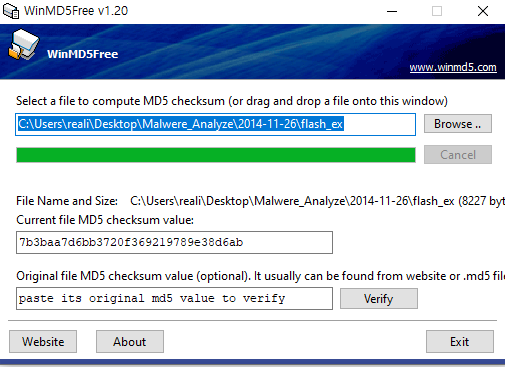 WinMD5Free v1.20
WinMD5Free
www.winmd5.com
Select a file to compute MD5 checksum (or drag and drop a file onto this window)
C:\Users\reali\Desktop\Malwere_Analyze\2014-11-26\flash_ex
Browse ..
Cancel
File Name and Size: C:\Users\reali\Desktop\Malwere_Analyze\2014-11-26\flash_ex (8227 byt
Current file MD5 checksum value:
7b3baa7d6bb3720f369219789e38d6ab
Original file MD5 checksum value (optional). It usually can be found from website or .md5 file
paste its original md5 value to verify
Verify
Website About Exit